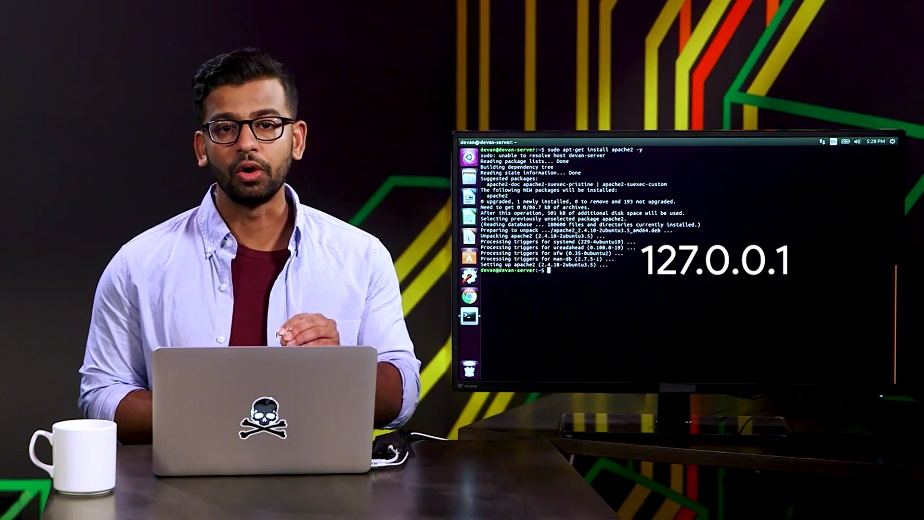 devan@devan-server: ~
5:28 PM
devan@devan-server:~$ sudo apt-get install apache2 -y
sudo: unable to resolve host devan-server
Reading package lists... Done
Building dependency tree
Reading state information... Done
Suggested packages:
apache2-doc apache2-suexec-pristine | apache2-suexec-custom
The following NEW packages will be installed:
apache2
0 upgraded, 1 newly installed, 0 to remove and 193 not upgraded.
Need to get 0 B/86.7 kB of archives.
After this operation, 501 kB of additional disk space will be used.
Selecting previously unselected package apache2.
(Reading database ... 180600 files and directories currently installed.)
Preparing to unpack .../apache2_2.4.18-2ubuntu3.5_amd64.deb ...
Unpacking apache2 (2.4.18-2ubuntu3.5) ...
Processing triggers for systemd (229-4ubuntu19) ...
Processing triggers for ureadahead (0.100.0-19) ...
Processing triggers for ufw (0.35-0ubuntu2) ...
Processing triggers for man-db (2.7.5-1) ...
Setting up apache2 (2.4.18-2ubuntu3.5) ...
devan@devan-server:~$
127.0.0.1